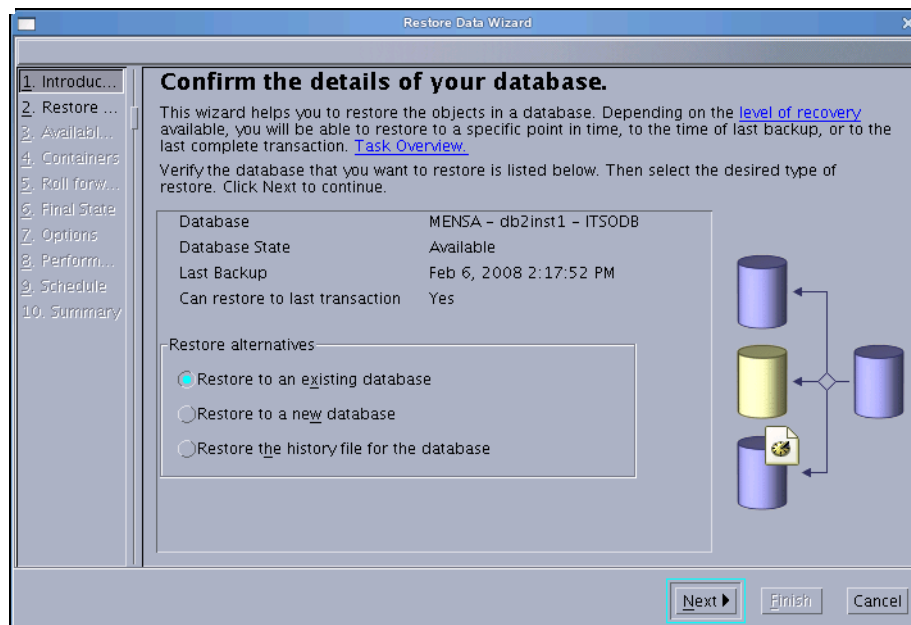 Restore Data Wizard
1. Introduc...
2. Restore ...
3. Availabl...
4. Containers
5. Roll forw...
6. Final State
7. Options
8. Perform...
9. Schedule
10. Summary
Confirm the details of your database.
This wizard helps you to restore the objects in a database. Depending on the level of recovery
available, you will be able to restore to a specific point in time, to the time of last backup, or to the
last complete transaction. Task Overview.
Verify the database that you want to restore is listed below. Then select the desired type of
restore. Click Next to continue.
Database MENSA – db2inst1 – ITSODB
Database State Available
Last Backup Feb 6, 2008 2:17:52 PM
Can restore to last transaction Yes
Restore alternatives
Restore to an existing database
Restore to a new database
Restore the history file for the database
Next
Finish
Cancel